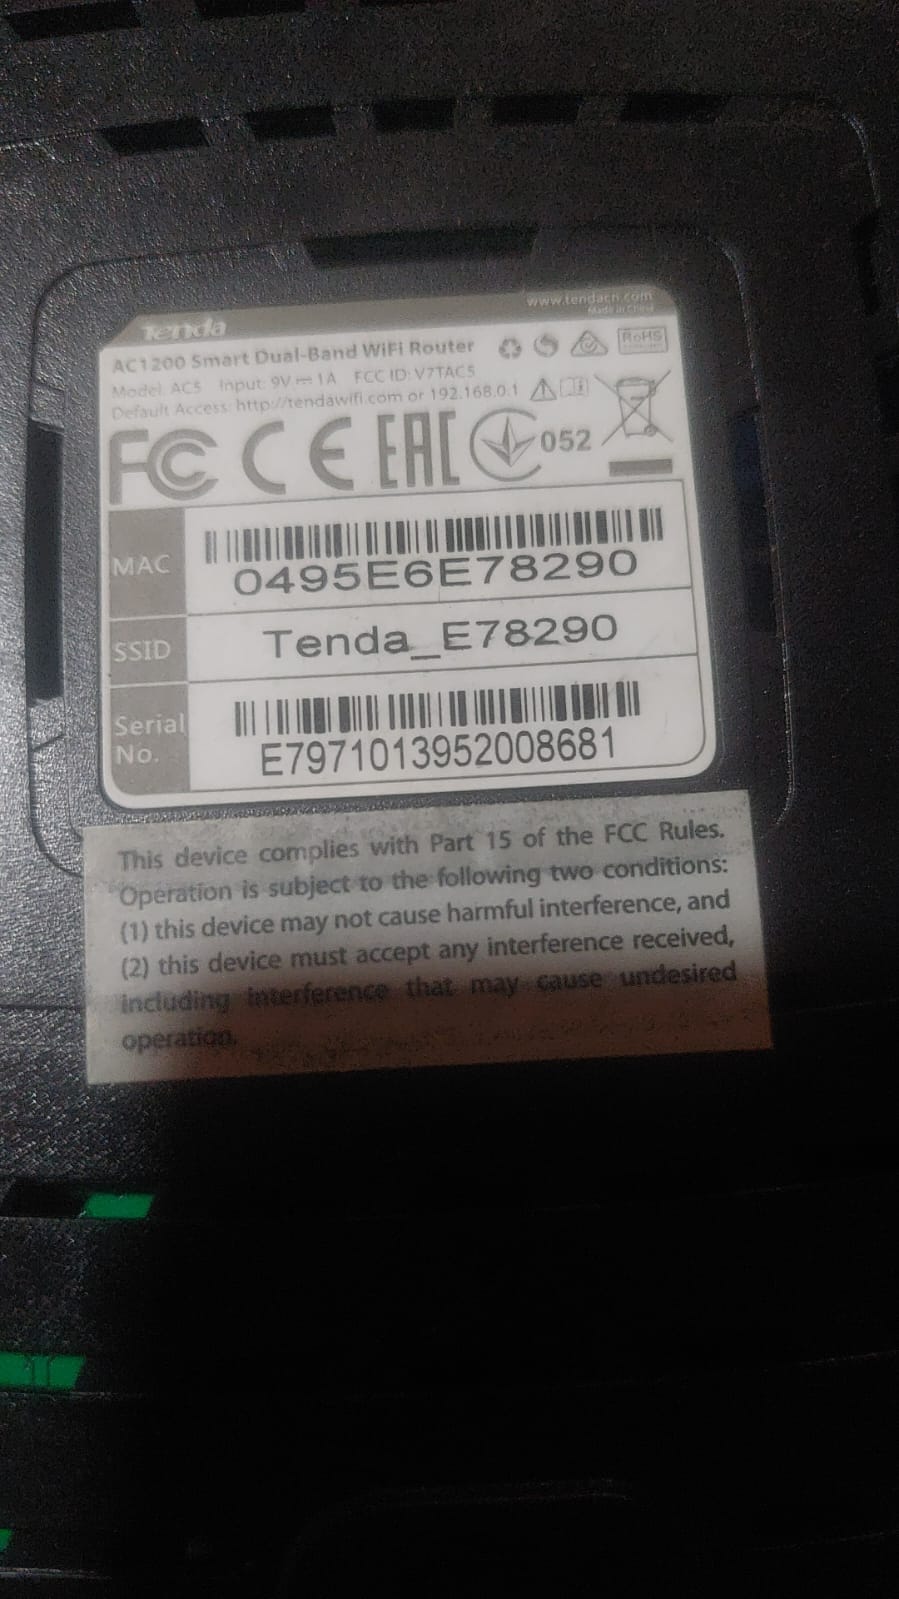 www.tendacn.com
Made in China
Tenda
AC1200 Smart Dual-Band WiFi Router
RoHS
Model: AC5 Input: 9V⎓1A FCC ID: V7TAC5
Default Access: http://tendawifi.com or 192.168.0.1
FC CE EAC 052
MAC
0495E6E78290
SSID
Tenda_E78290
Serial No.
E7971013952008681
This device complies with Part 15 of the FCC Rules.
Operation is subject to the following two conditions:
(1) this device may not cause harmful interference, and
(2) this device must accept any interference received,
including interference that may cause undesired
operation.